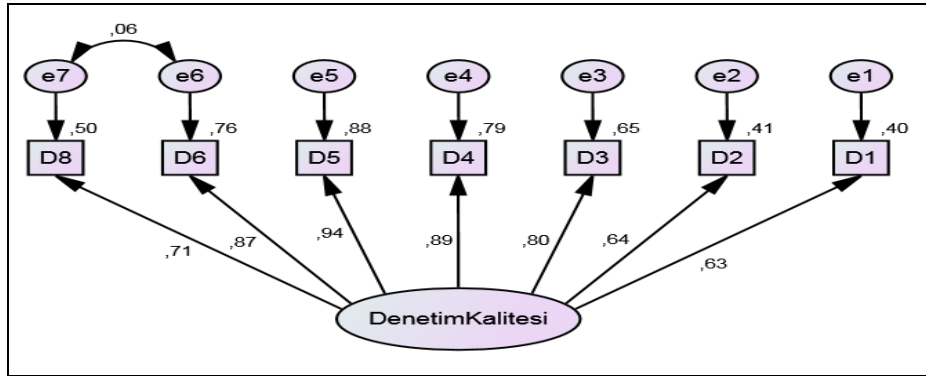 ,06
e7 e6 e5 e4 e3 e2 e1
,50 ,76 ,88 ,79 ,65 ,41 ,40
D8 D6 D5 D4 D3 D2 D1
,71 ,87 ,94 ,89 ,80 ,64 ,63
DenetimKalitesi